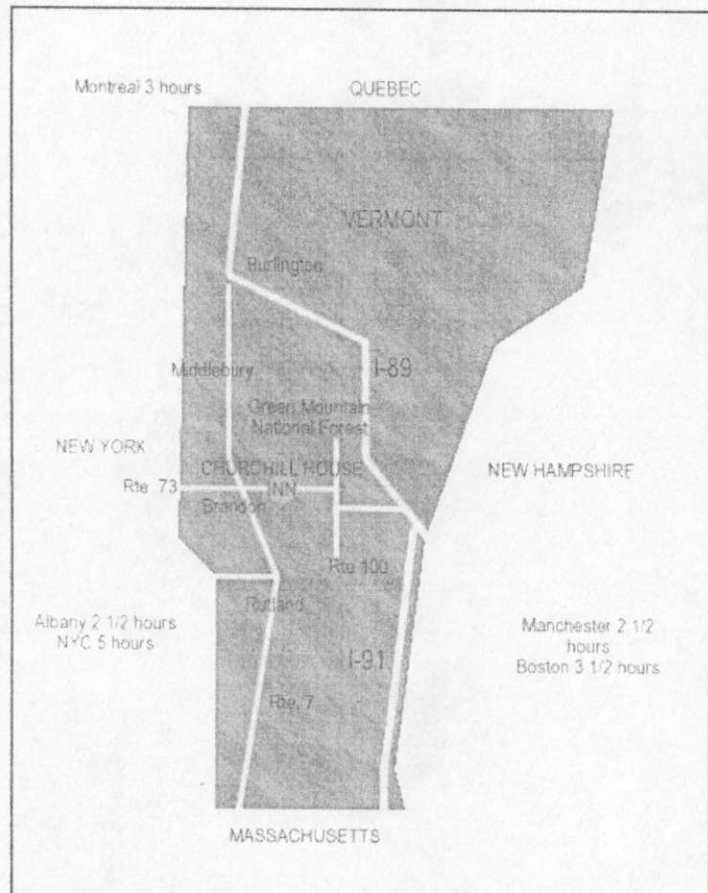 Montreal 3 hours
QUEBEC
VERMONT
Burlington
Middlebury
I-89
Green Mountain
National Forest
NEW YORK
CHURCHILL HOUSE
INN
NEW HAMPSHIRE
Rte 73
Brandon
Rte 100
Rutland
Albany 2 1/2 hours
NYC 5 hours
Manchester 2 1/2
hours
Boston 3 1/2 hours
I-91
Rte. 7
MASSACHUSETTS